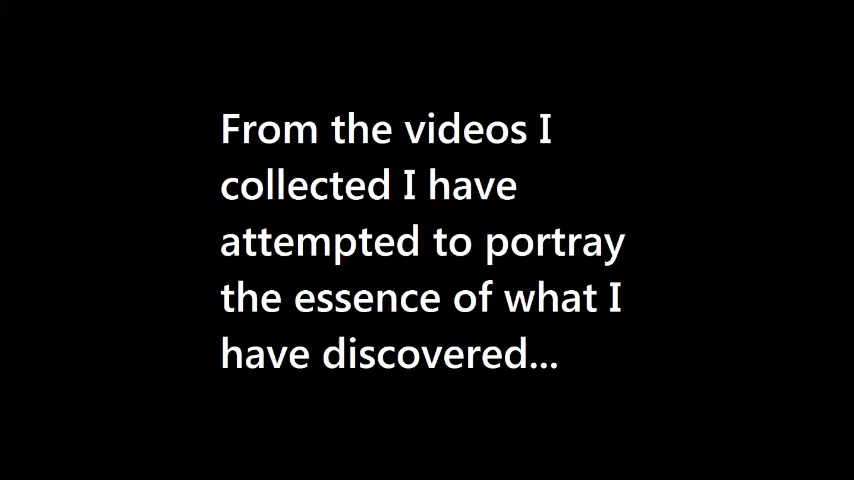 From the videos I
collected I have
attempted to portray
the essence of what I
have discovered...